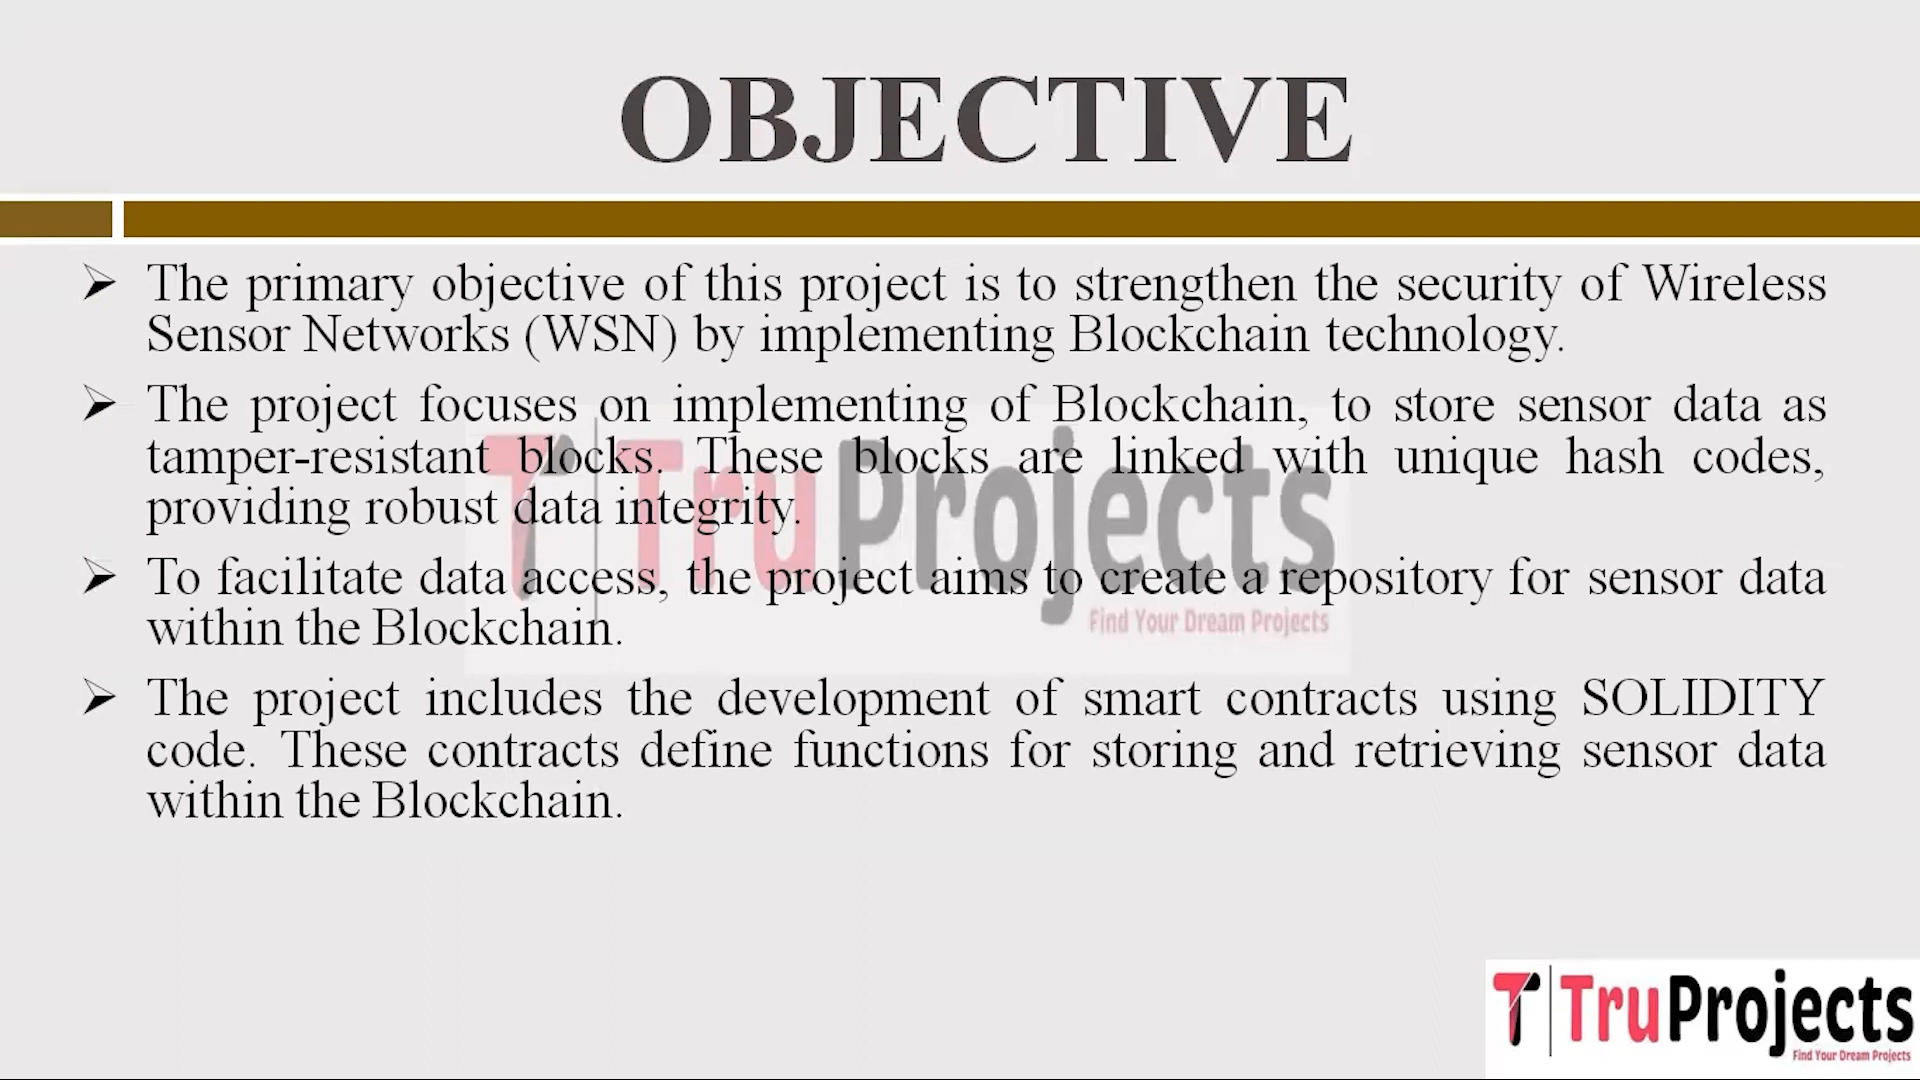 OBJECTIVE
➢ The primary objective of this project is to strengthen the security of Wireless
Sensor Networks (WSN) by implementing Blockchain technology.
➢ The project focuses on implementing of Blockchain, to store sensor data as
tamper-resistant blocks. These blocks are linked with unique hash codes,
providing robust data integrity.
➢ To facilitate data access, the project aims to create a repository for sensor data
within the Blockchain.
➢ The project includes the development of smart contracts using SOLIDITY
code. These contracts define functions for storing and retrieving sensor data
within the Blockchain.
TruProjects
Find Your Dream Projects
TruProjects
Find Your Dream Projects